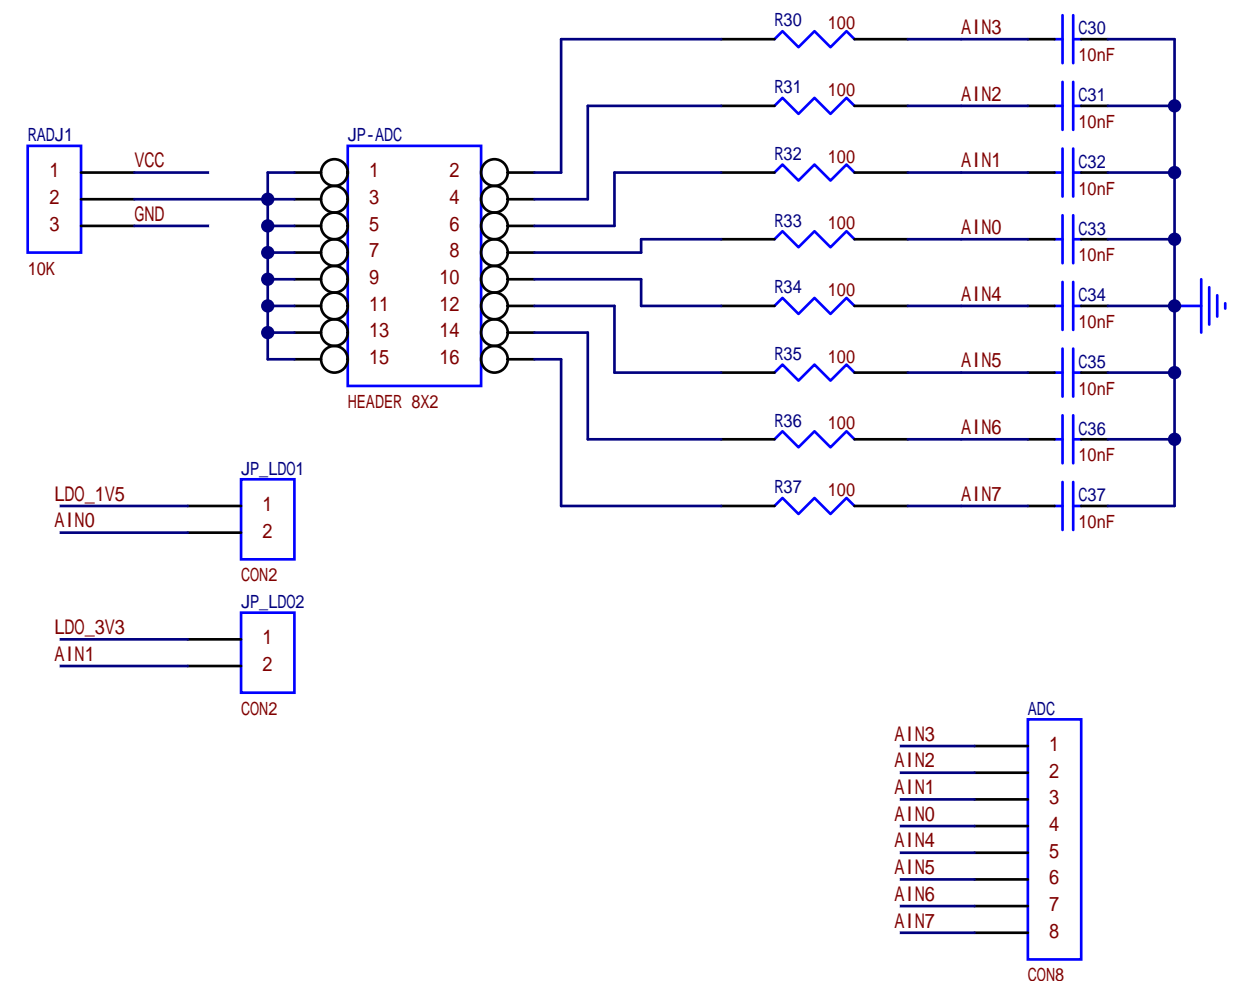 R30 100 AIN3 C30
10nF
R31 100 AIN2 C31
10nF
RADJ1 JP-ADC
R32 100 AIN1 C32
10nF
1 VCC 1 2
2 3 4
3 GND 5 6
R33 100 AIN0 C33
10nF
7 8
10K 9 10
R34 100 AIN4 C34
10nF
11 12
13 14
15 16
R35 100 AIN5 C35
10nF
HEADER 8X2
R36 100 AIN6 C36
10nF
JP_LDO1
LDO_1V5 1
AIN0 2
CON2
R37 100 AIN7 C37
10nF
JP_LDO2
LDO_3V3 1
AIN1 2
CON2
ADC
AIN3 1
AIN2 2
AIN1 3
AIN0 4
AIN4 5
AIN5 6
AIN6 7
AIN7 8
CON8